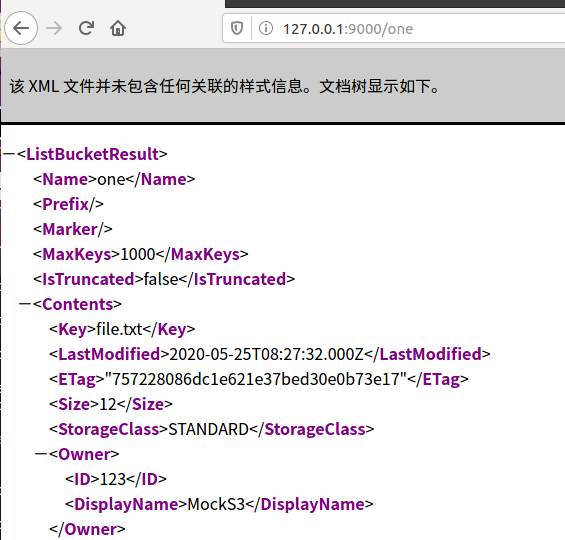 127.0.0.1:9000/one
该 XML 文件并未包含任何关联的样式信息。文档树显示如下。
−<ListBucketResult>
<Name>one</Name>
<Prefix/>
<Marker/>
<MaxKeys>1000</MaxKeys>
<IsTruncated>false</IsTruncated>
−<Contents>
<Key>file.txt</Key>
<LastModified>2020-05-25T08:27:32.000Z</LastModified>
<ETag>"757228086dc1e621e37bed30e0b73e17"</ETag>
<Size>12</Size>
<StorageClass>STANDARD</StorageClass>
−<Owner>
<ID>123</ID>
<DisplayName>MockS3</DisplayName>
</Owner>